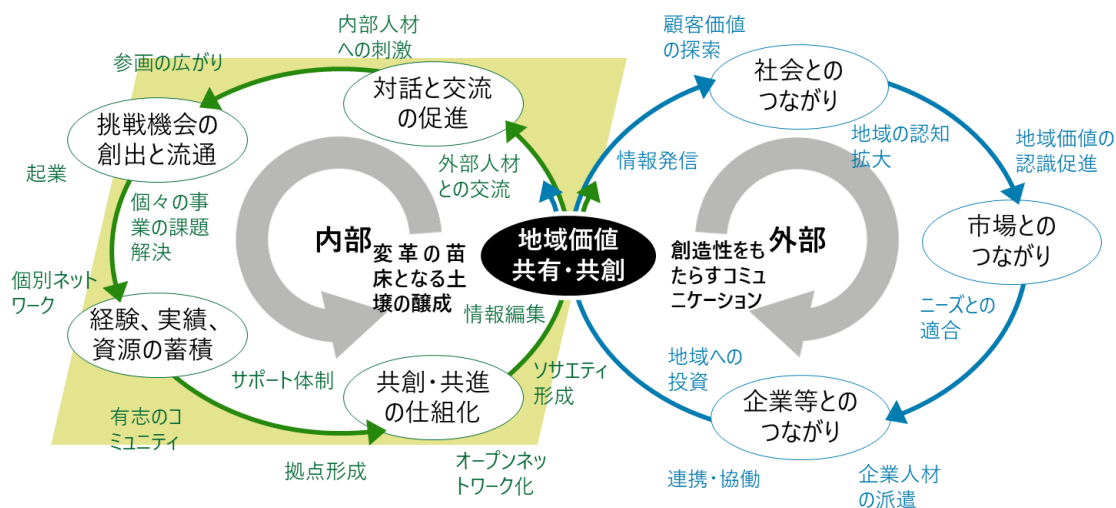 内部人材
への刺激
参画の広がり
対話と交流
の促進
挑戦機会の
創出と流通
起業
個々の事
業の課題
解決
個別ネット
ワーク
経験、実績、
資源の蓄積
サポート体制
有志のコ
ミュニティ
拠点形成
共創・共進
の仕組化
オープンネッ
トワーク化
ソサエティ
形成
情報編集
外部人材
との交流
内部
変革の苗
床となる土
壌の醸成
地域価値
共有・共創
顧客価値
の探索
社会との
つながり
情報発信
地域の認知
拡大
地域価値の
認識促進
市場との
つながり
外部
創造性をも
たらすコミュ
ニケーション
ニーズとの
適合
地域への
投資
企業等との
つながり
連携・協働
企業人材
の派遣